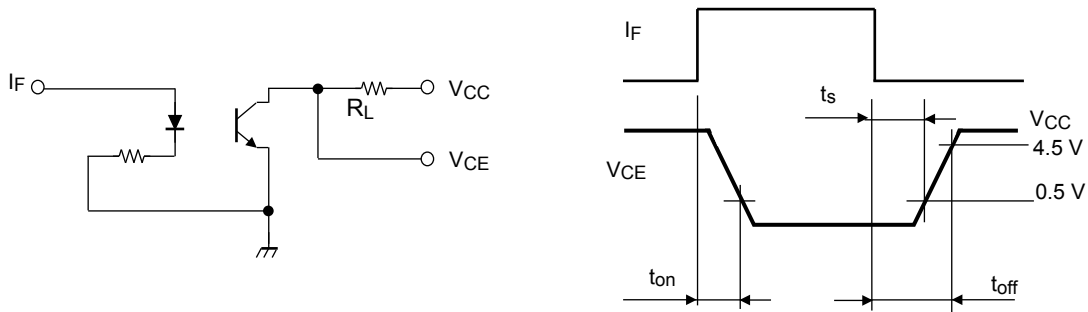 IF
RL
VCC
VCE
IF
ts
VCC
4.5 V
VCE
0.5 V
ton
toff